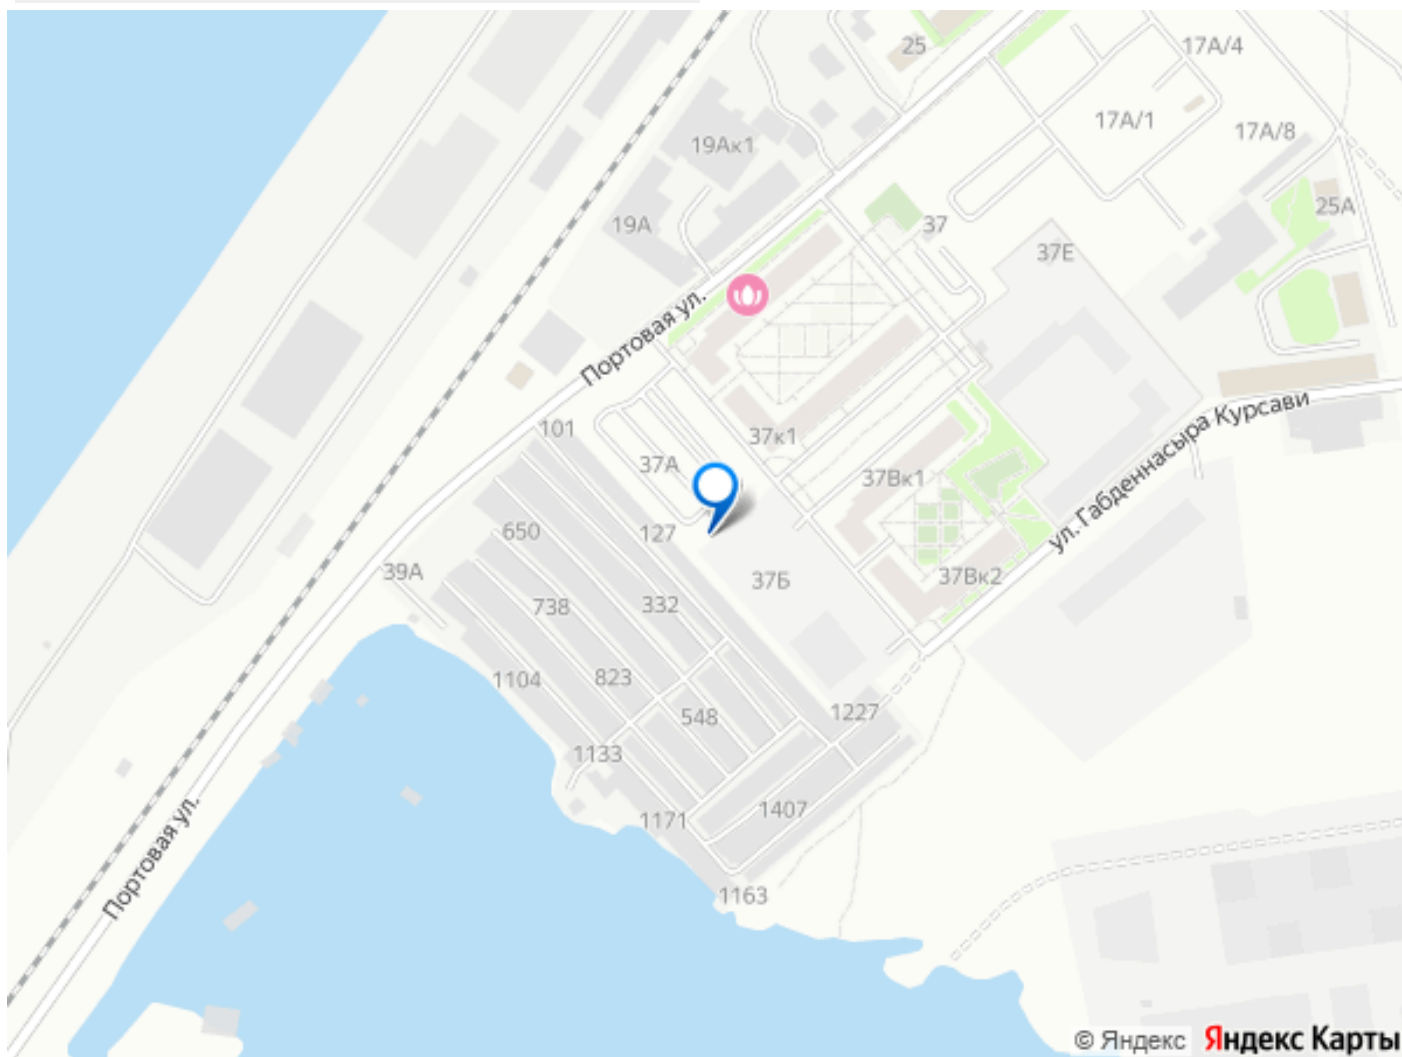 25
17А/4
17А/1
17А/8
19Ак1
25А
19А
37
37Е
Портовая ул.
ул. Габденнасыра Курсави
101
37к1
37А
37Вк1
650
127
39А
37Б
37Вк2
738
332
1104
823
548
1227
1133
1407
1171
Портовая ул.
1163
© Яндекс Яндекс Карты